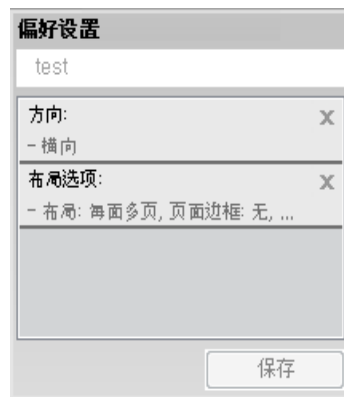 偏好设置
test
方向: X
- 横向
布局选项: X
- 布局: 每面多页, 页面边框: 无, ...
保存